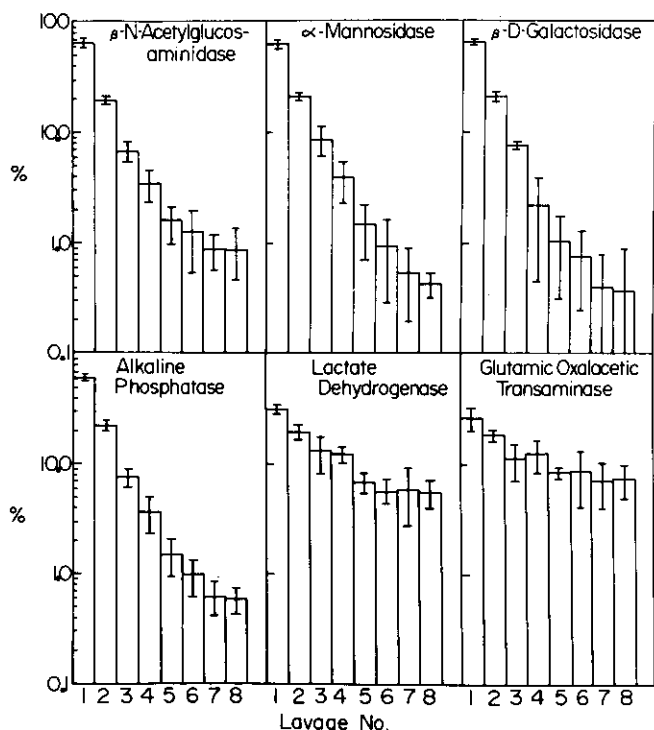 100
β-N-Acetylglucos-
aminidase
α-Mannosidase
β-D-Galactosidase
10.0
%
1.0
0.1
Alkaline
Phosphatase
Lactate
Dehydrogenase
Glutamic Oxalacetic
Transaminase
10.0
%
1.0
0.1
1 2 3 4 5 6 7 8 1 2 3 4 5 6 7 8 1 2 3 4 5 6 7 8
Lavage No.